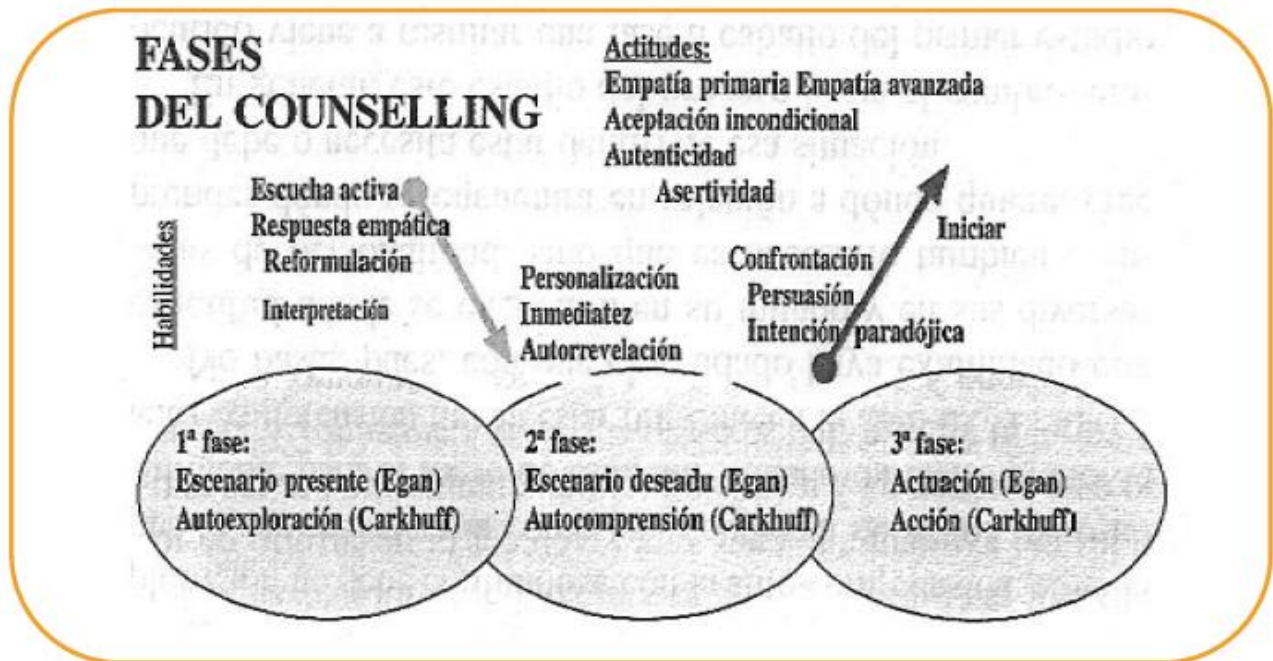 FASES
DEL COUNSELLING
Actitudes:
Empatía primaria Empatía avanzada
Aceptación incondicional
Autenticidad
Asertividad
Habilidades
Escucha activa
Respuesta empática
Reformulación
Interpretación
Personalización
Inmediatez
Autorrevelación
Iniciar
Confrontación
Persuasión
Intención paradójica
1ª fase:
Escenario presente (Egan)
Autoexploración (Carkhuff)
2ª fase:
Escenario deseadu (Egan)
Autocomprensión (Carkhuff)
3ª fase:
Actuación (Egan)
Acción (Carkhuff)